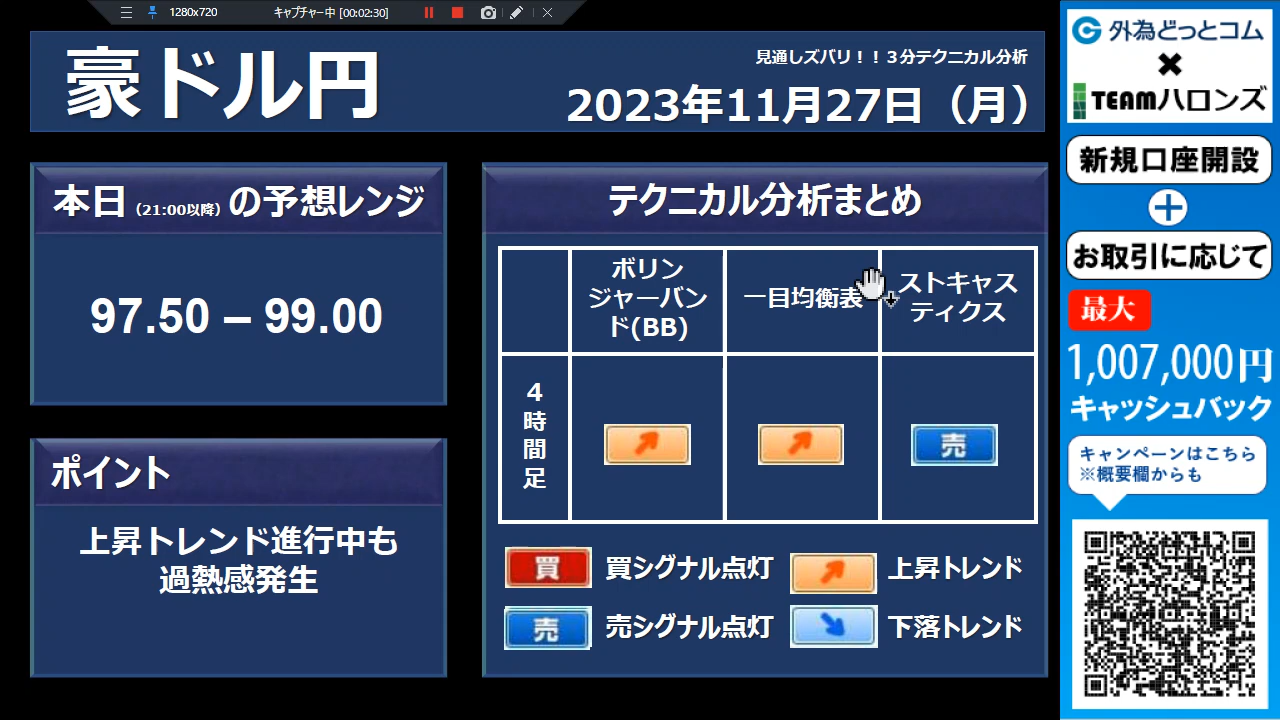 1280x720
キャプチャー中 [00:02:30]
豪ドル円
見通しズバリ！！３分テクニカル分析
2023年11月27日（月）
本日（21:00以降）の予想レンジ
97.50 – 99.00
ポイント
上昇トレンド進行中も
過熱感発生
テクニカル分析まとめ
ボリン
ジャーバン
ド(BB)
一目均衡表
ストキャス
ティクス
４
時
間
足
売
買
買シグナル点灯
上昇トレンド
売
売シグナル点灯
下落トレンド
外為どっとコム
×
TEAMハロンズ
新規口座開設
+
お取引に応じて
最大
1,007,000円
キャッシュバック
キャンペーンはこちら
※概要欄からも